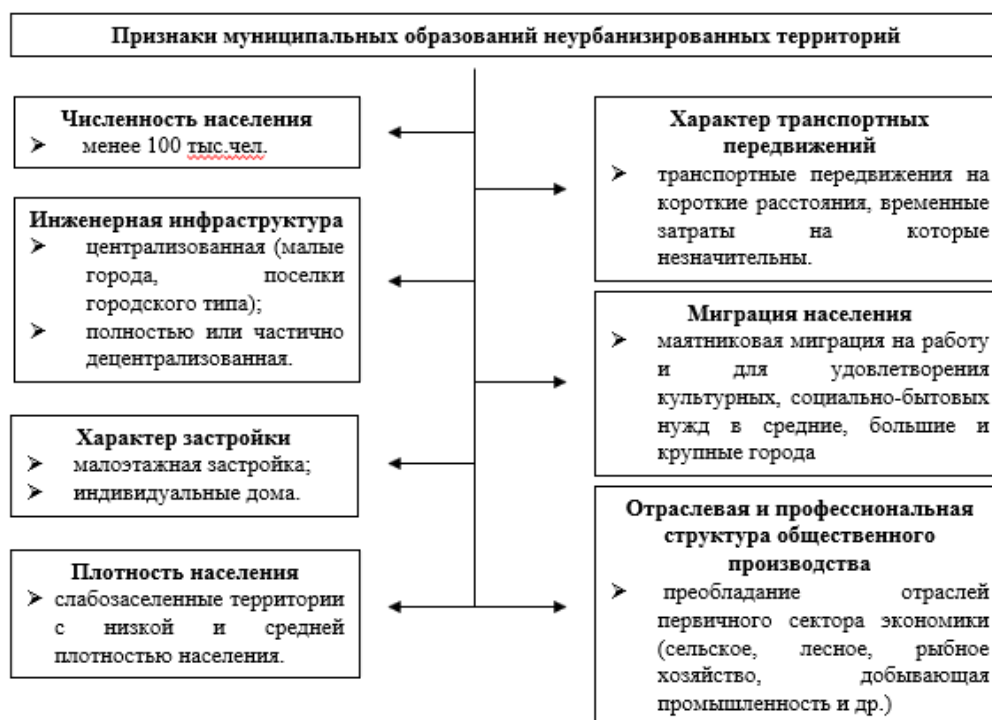 Признаки муниципальных образований неурбанизированных территорий
Численность населения
➤ менее 100 тыс.чел.
Инженерная инфраструктура
➤ централизованная (малые
города, поселки
городского типа);
➤ полностью или частично
децентрализованная.
Характер застройки
➤ малоэтажная застройка;
➤ индивидуальные дома.
Плотность населения
➤ слабозаселенные территории
с низкой и средней
плотностью населения.
Характер транспортных
передвижений
➤ транспортные передвижения на
короткие расстояния, временные
затраты на которые
незначительны.
Миграция населения
➤ маятниковая миграция на работу
и для удовлетворения
культурных, социально-бытовых
нужд в средние, большие и
крупные города
Отраслевая и профессиональная
структура общественного
производства
➤ преобладание отраслей
первичного сектора экономики
(сельское, лесное, рыбное
хозяйство, добывающая
промышленность и др.)